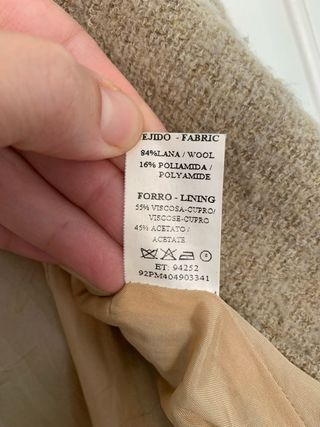 TEJIDO - FABRIC
84%LANA / WOOL
16% POLIAMIDA /
POLYAMIDE
FORRO - LINING
55% VISCOSA-CUPRO/
VISCOSE-CUPRO
45% ACETATO /
ACETATE
ET: 94252
92PM404903341